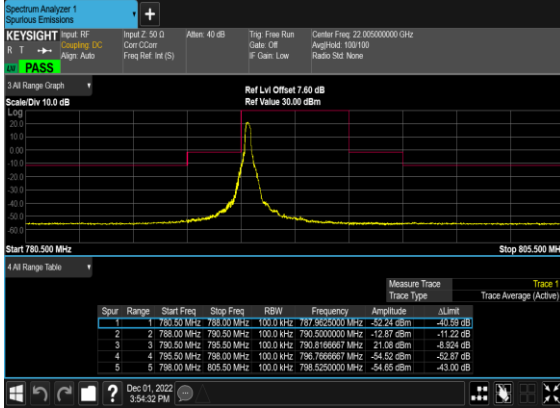 Spectrum Analyzer 1
Spurious Emissions
+
KEYSIGHT Input: RF Input Z: 50 Ω Atten: 40 dB Trig: Free Run Center Freq: 22.005000000 GHz
R T Coupling: DC Corr CCorr Gate: Off Avg|Hold: 100/100
Align: Auto Freq Ref: Int (S) IF Gain: Low Radio Std: None
LNI PASS
3 All Range Graph
Ref Lvl Offset 7.60 dB
Scale/Div 10.0 dB Ref Value 30.00 dBm
Log
20.0
10.0
0.00
-10.0
-20.0
-30.0
-40.0
-50.0
-60.0
Start 780.500 MHz Stop 805.500 MH
4 All Range Table
Measure Trace Trace 1
Trace Type Trace Average (Active)
Spur Range Start Freq Stop Freq RBW Frequency Amplitude ΔLimit
1 1 780.50 MHz 788.00 MHz 100.0 kHz 787.9625000 MHz -52.24 dBm -40.59 dB
2 2 788.00 MHz 790.50 MHz 100.0 kHz 790.5000000 MHz -12.87 dBm -11.22 dB
3 3 790.50 MHz 795.50 MHz 100.0 kHz 790.8166667 MHz 21.08 dBm -8.924 dB
4 4 795.50 MHz 798.00 MHz 100.0 kHz 796.7666667 MHz -54.52 dBm -52.87 dB
5 5 798.00 MHz 805.50 MHz 100.0 kHz 798.5250000 MHz -54.65 dBm -43.00 dB
? Dec 01, 2022
3:54:32 PM